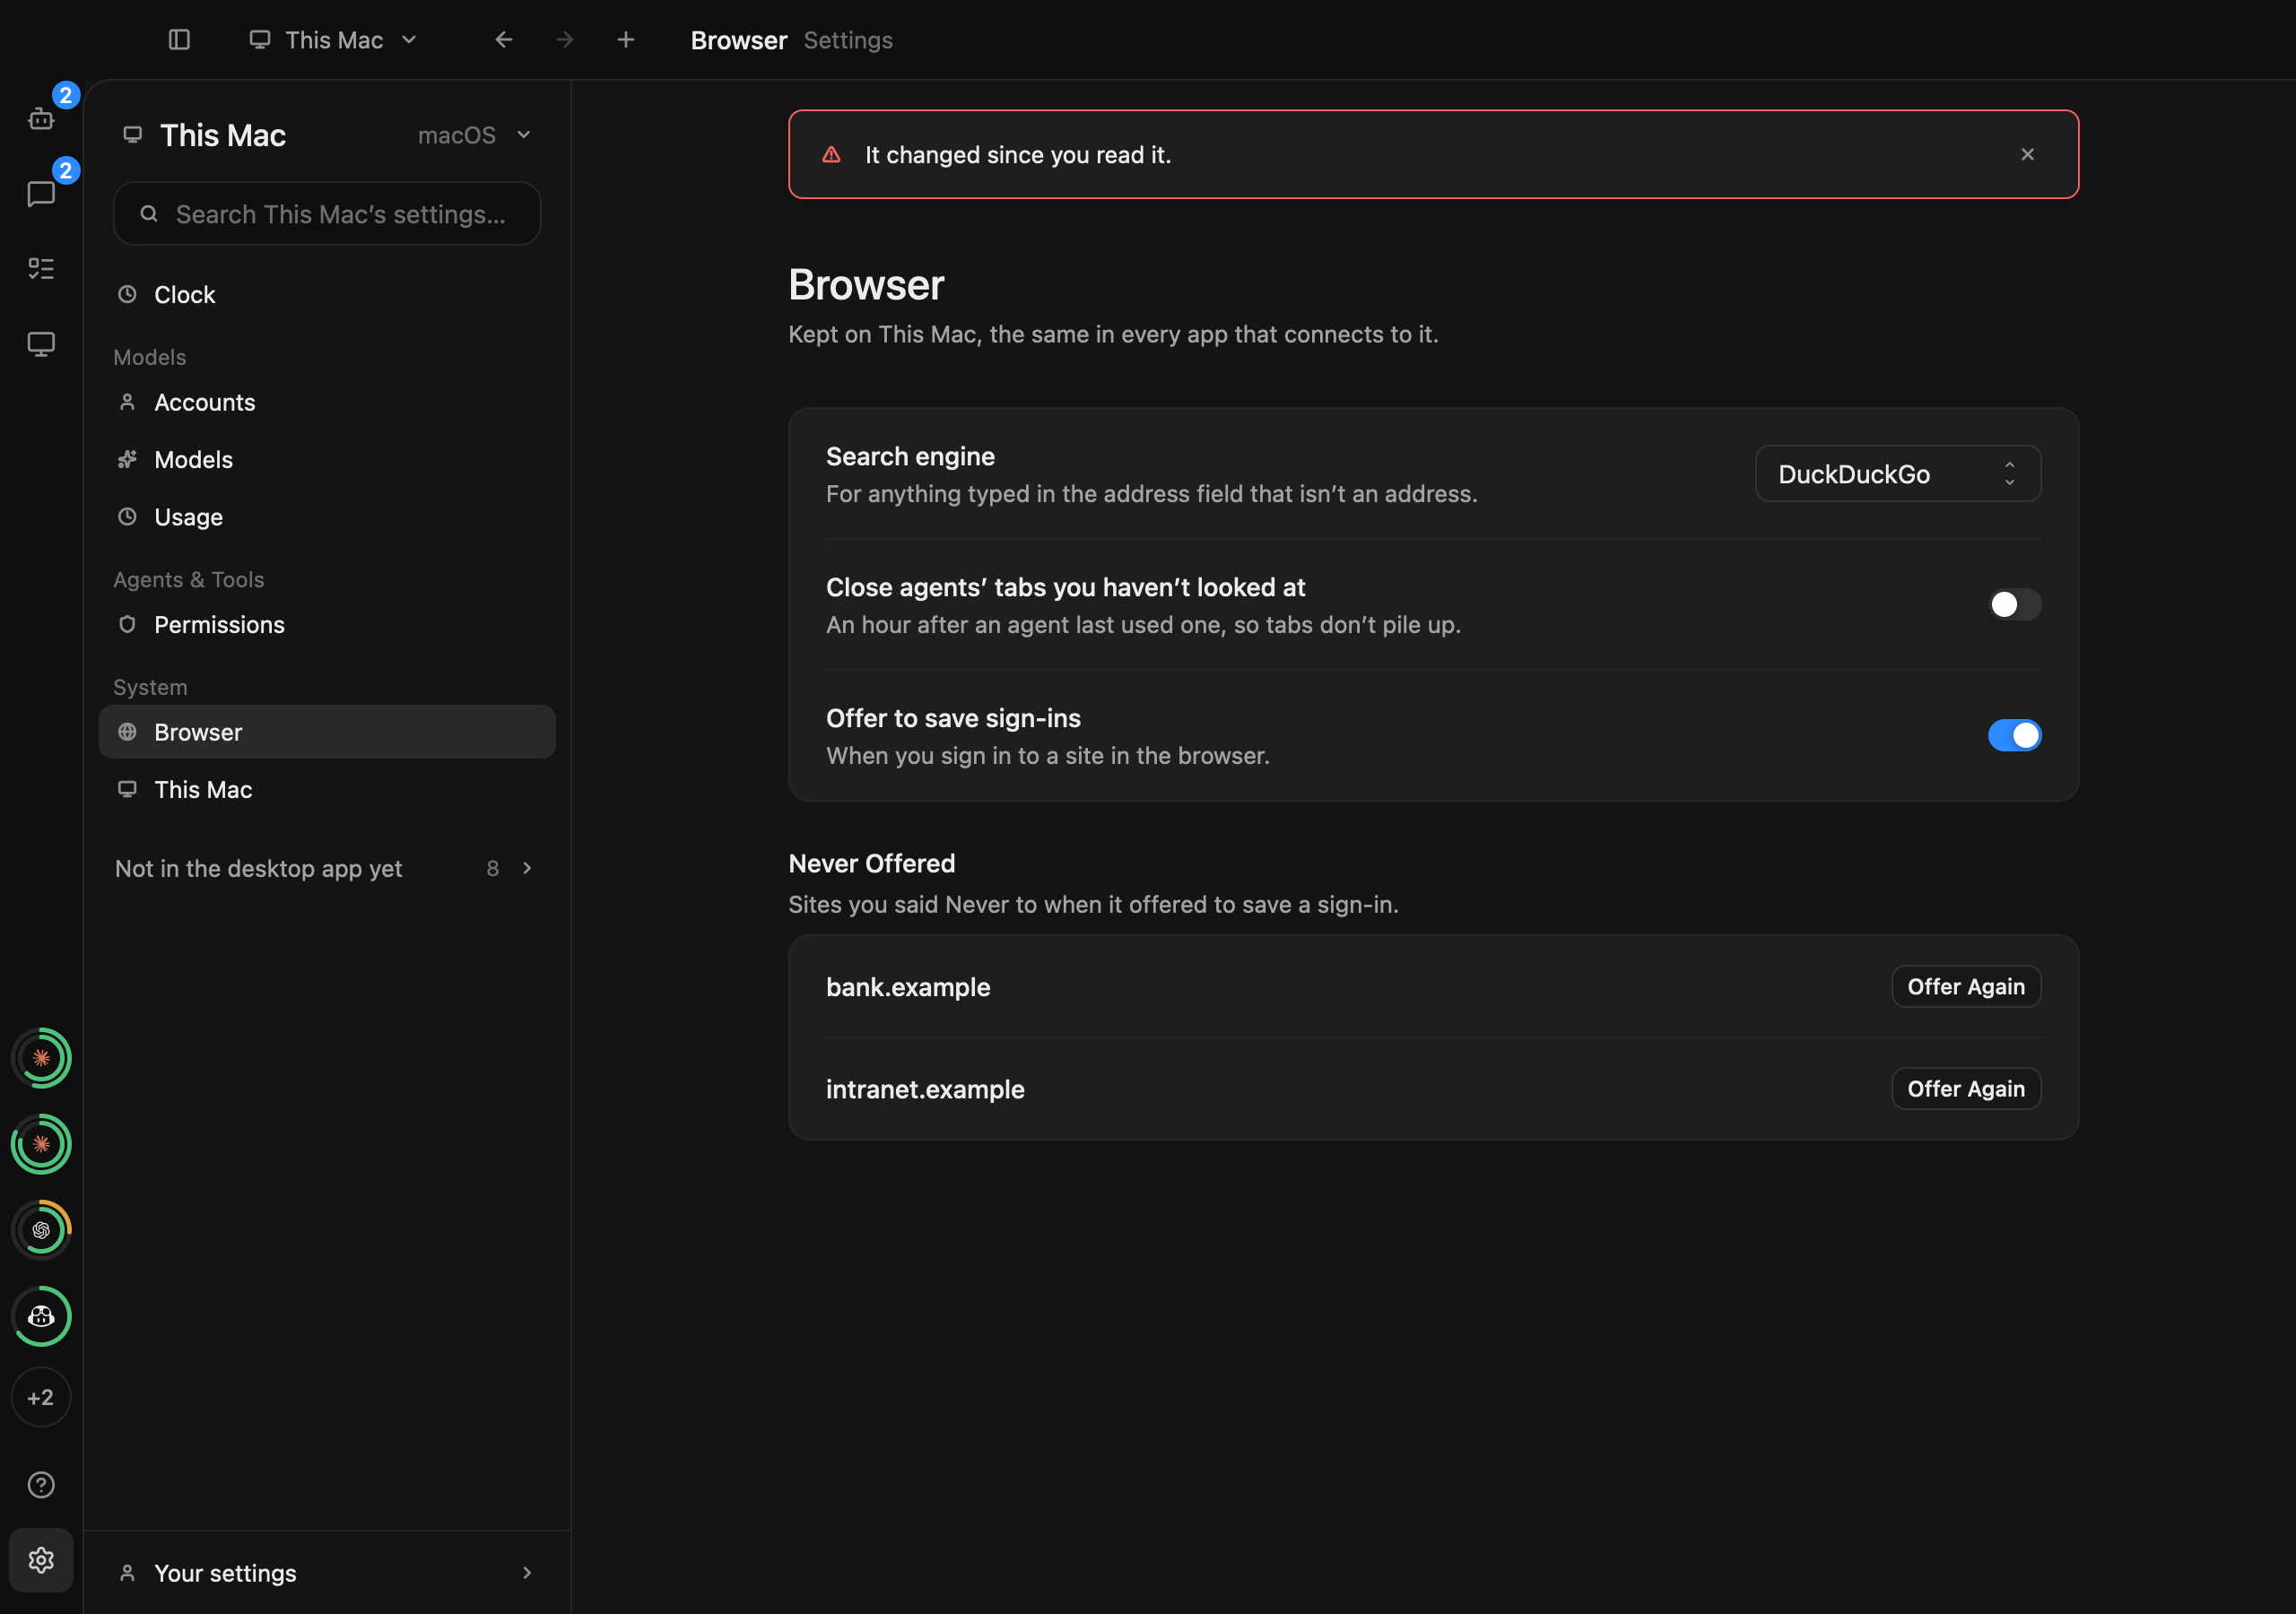 This Mac
Browser Settings
2
2
This Mac
macOS
Search This Mac’s settings...
Clock
Models
Accounts
Models
Usage
Agents & Tools
Permissions
System
Browser
This Mac
Not in the desktop app yet 8
+2
Your settings
It changed since you read it.
Browser
Kept on This Mac, the same in every app that connects to it.
Search engine
For anything typed in the address field that isn’t an address.
DuckDuckGo
Close agents’ tabs you haven’t looked at
An hour after an agent last used one, so tabs don’t pile up.
Offer to save sign-ins
When you sign in to a site in the browser.
Never Offered
Sites you said Never to when it offered to save a sign-in.
bank.example
Offer Again
intranet.example
Offer Again